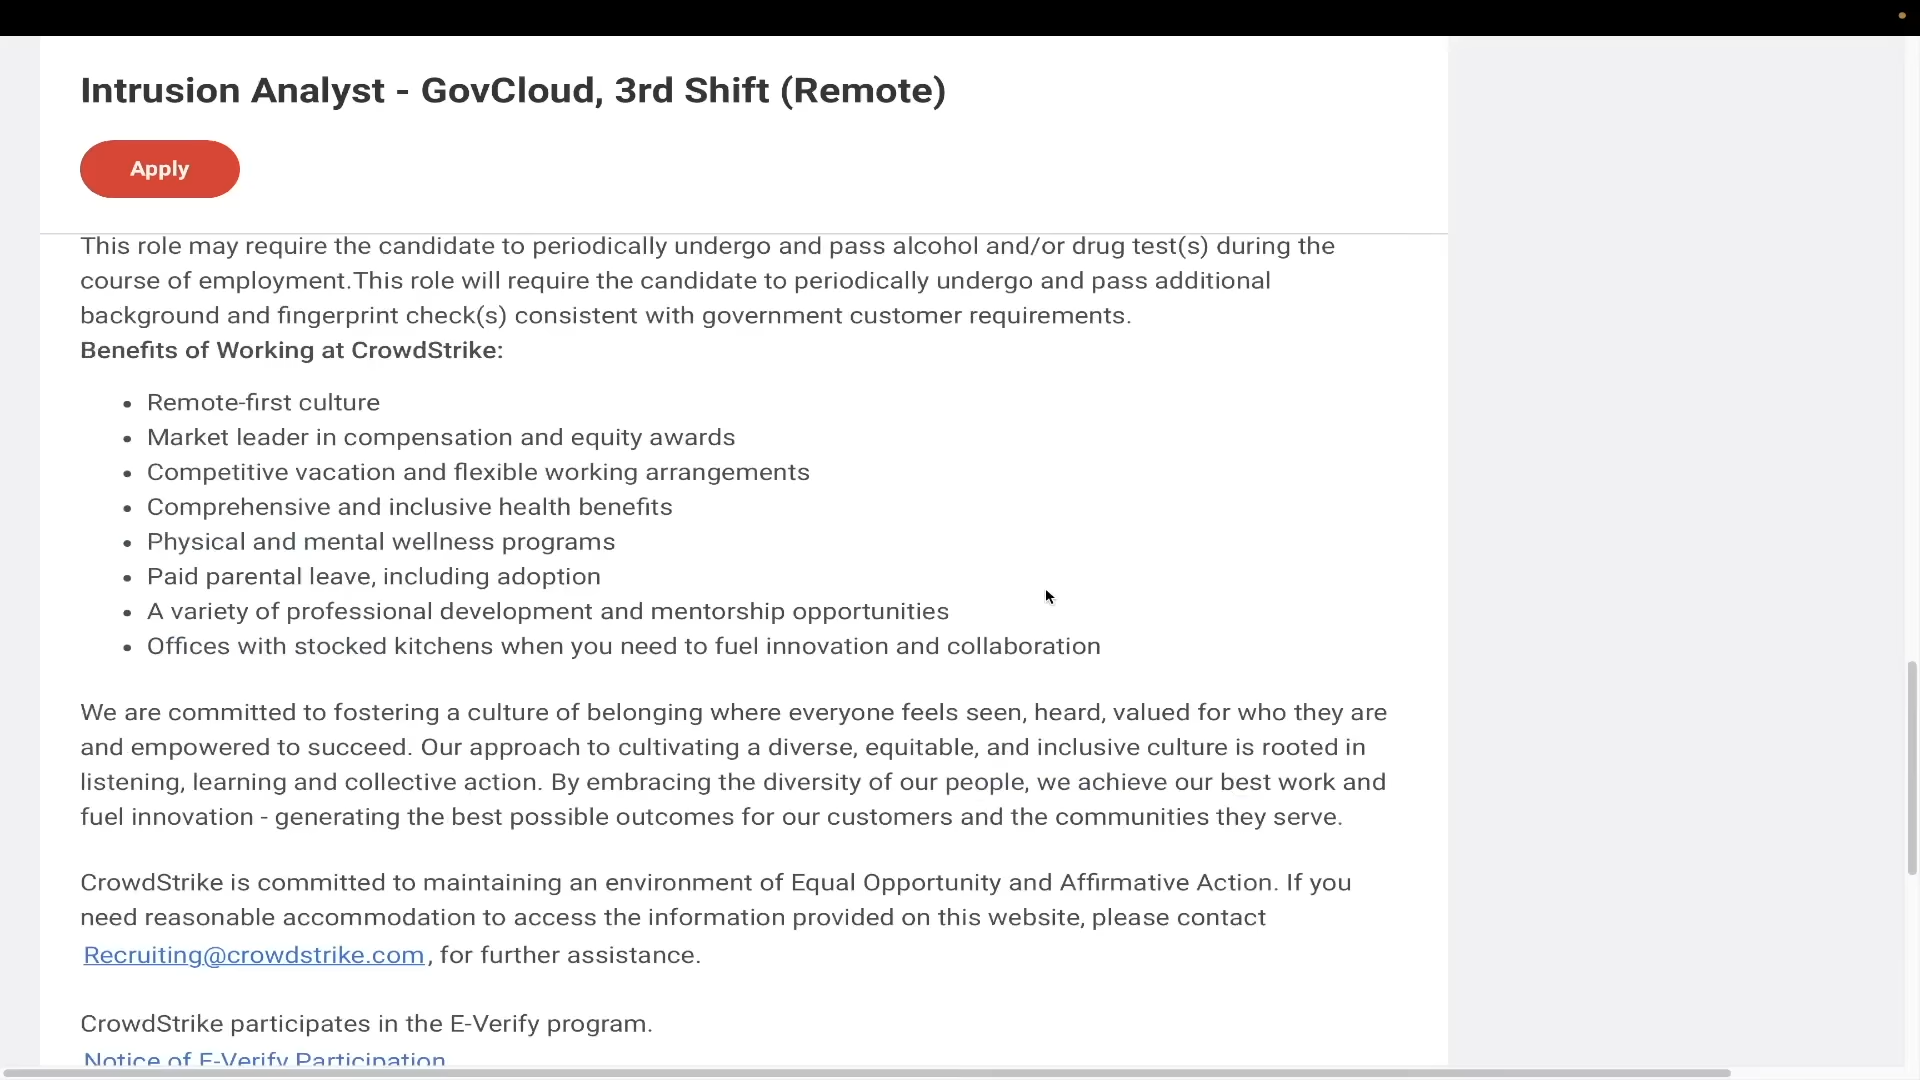 Intrusion Analyst - GovCloud, 3rd Shift (Remote)
Apply
This role may require the candidate to periodically undergo and pass alcohol and/or drug test(s) during the
course of employment.This role will require the candidate to periodically undergo and pass additional
background and fingerprint check(s) consistent with government customer requirements.
Benefits of Working at CrowdStrike:
• Remote-first culture
• Market leader in compensation and equity awards
• Competitive vacation and flexible working arrangements
• Comprehensive and inclusive health benefits
• Physical and mental wellness programs
• Paid parental leave, including adoption
• A variety of professional development and mentorship opportunities
• Offices with stocked kitchens when you need to fuel innovation and collaboration
We are committed to fostering a culture of belonging where everyone feels seen, heard, valued for who they are
and empowered to succeed. Our approach to cultivating a diverse, equitable, and inclusive culture is rooted in
listening, learning and collective action. By embracing the diversity of our people, we achieve our best work and
fuel innovation - generating the best possible outcomes for our customers and the communities they serve.
CrowdStrike is committed to maintaining an environment of Equal Opportunity and Affirmative Action. If you
need reasonable accommodation to access the information provided on this website, please contact
Recruiting@crowdstrike.com, for further assistance.
CrowdStrike participates in the E-Verify program.
Notice of E-Verify Participation